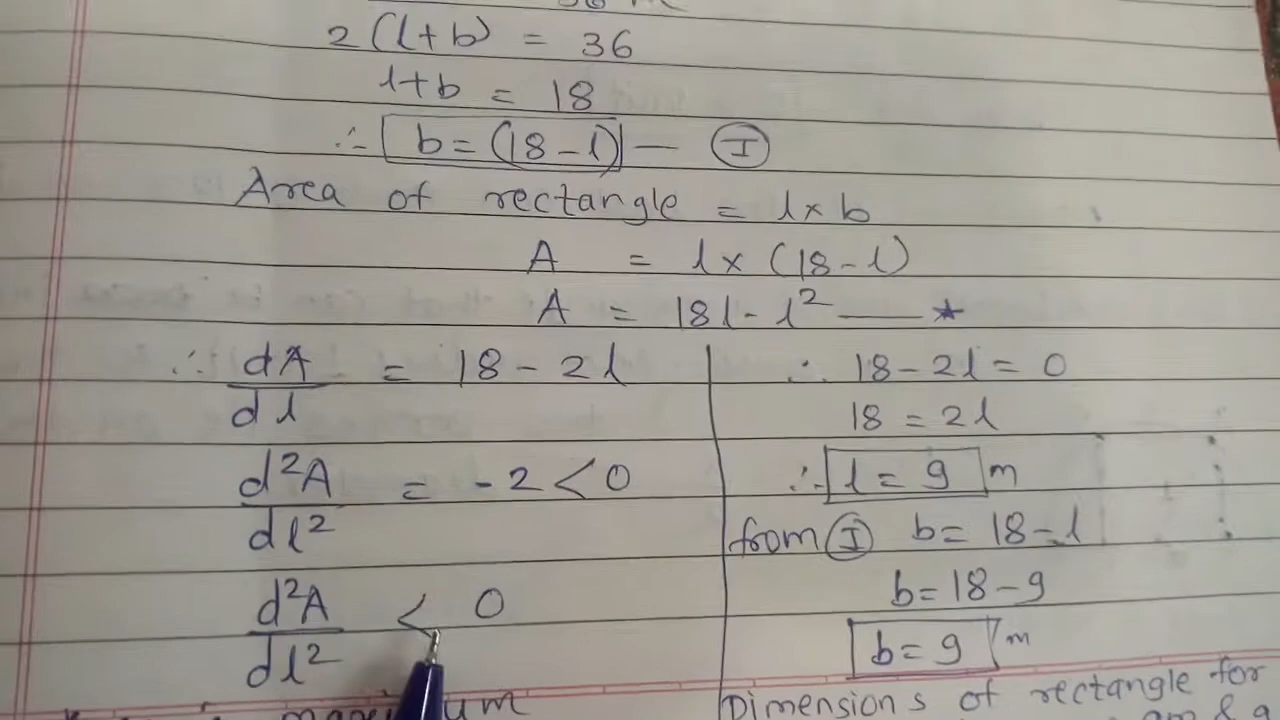 2(l+b) = 36
l+b = 18
∴ b = (18-l) — I
Area of rectangle = l × b
A = l × (18-l)
A = 18l - l² — ★
∴ dA/dl = 18 - 2l
d²A/dl² = -2 < 0
d²A/dl² < 0
∴ 18 - 2l = 0
18 = 2l
∴ l = 9 m
from I b = 18-l
b = 18-9
b = 9 m
Dimensions of rectangle for